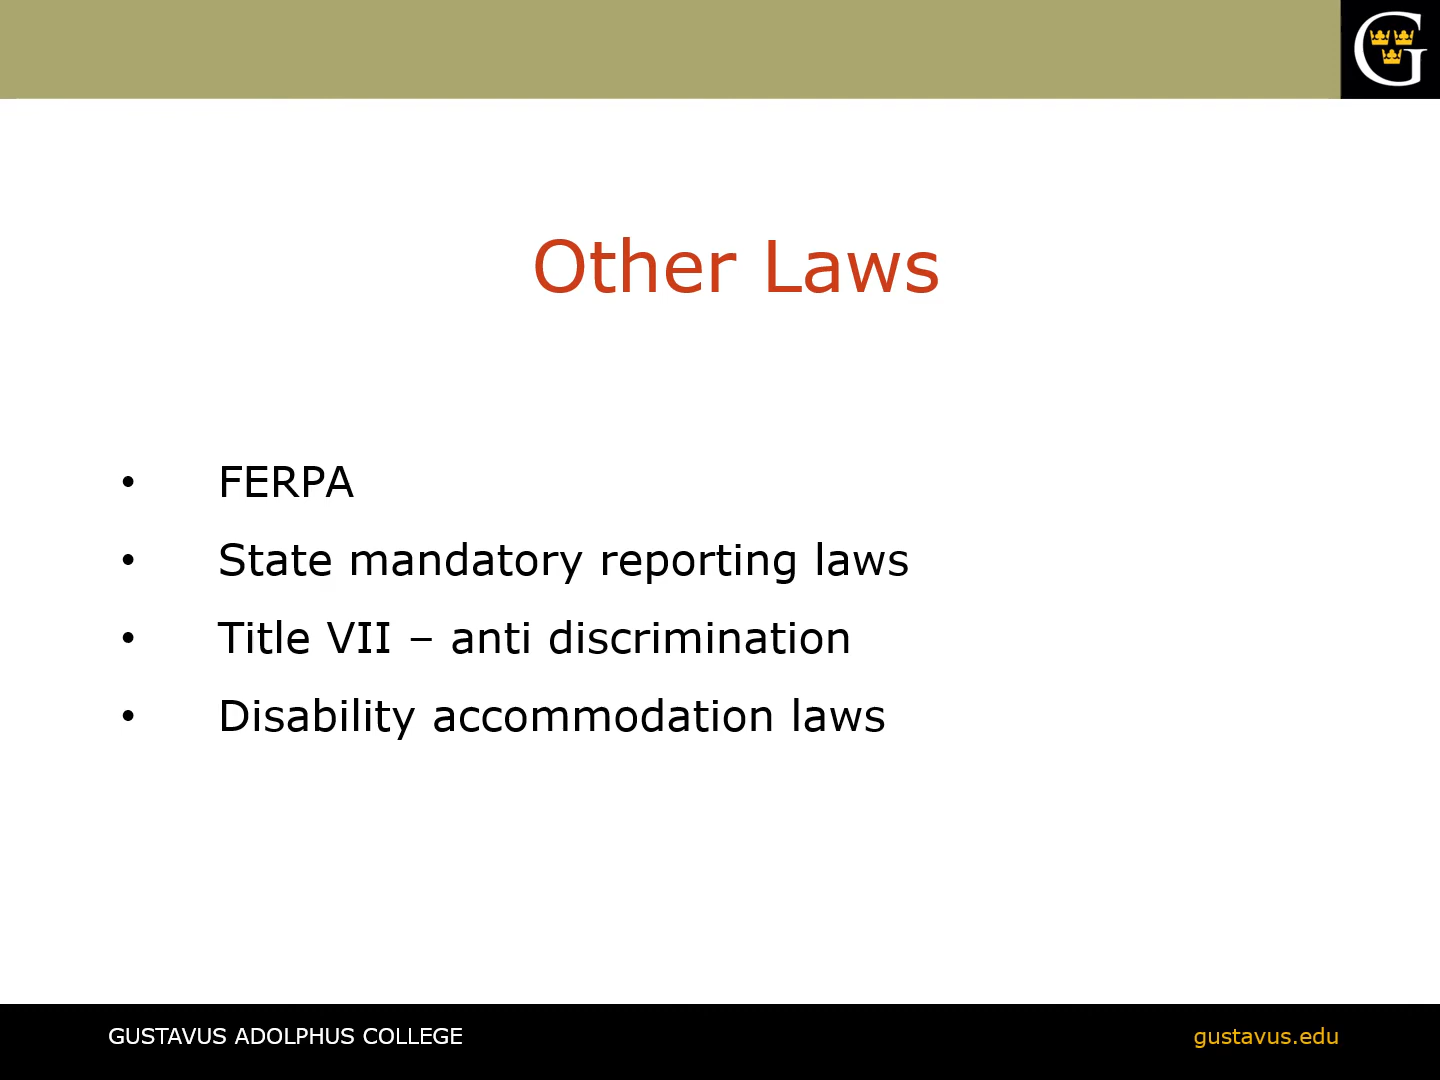 G
Other Laws
• FERPA
• State mandatory reporting laws
• Title VII – anti discrimination
• Disability accommodation laws
GUSTAVUS ADOLPHUS COLLEGE
gustavus.edu